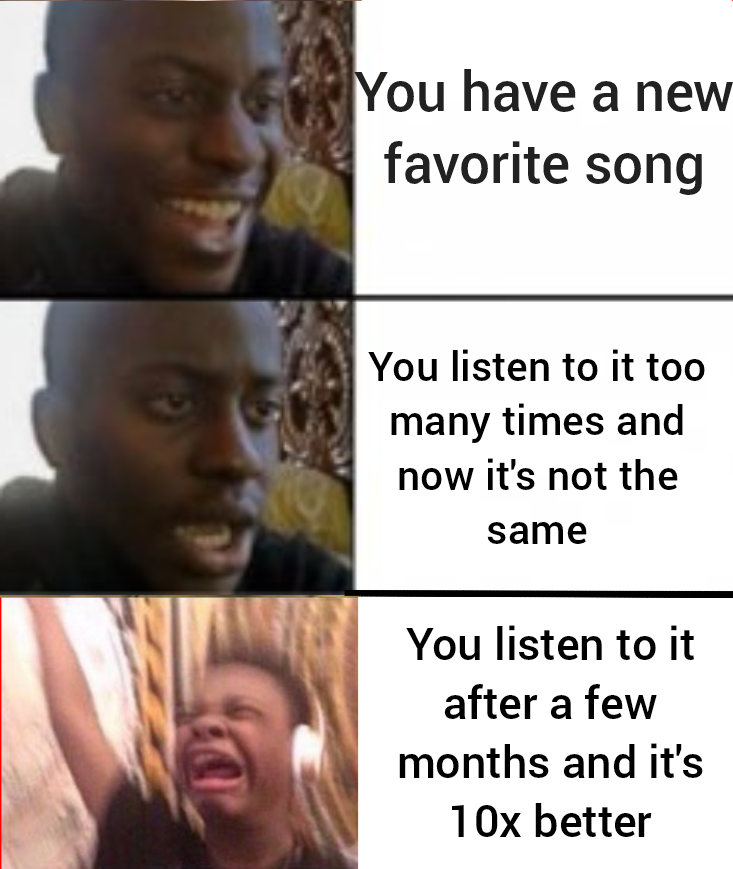 You have a new
favorite song
You listen to it too
many times and
now it's not the
same
You listen to it
after a few
months and it's
10x better